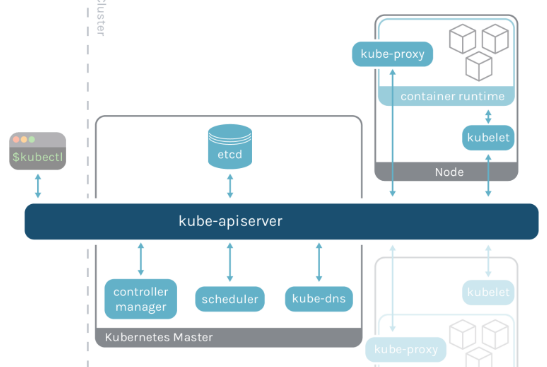 cluster
kube-proxy
container runtime
kubelet
Node
$kubectl
etcd
kube-apiserver
controller
manager
scheduler
kube-dns
Kubernetes Master
kubelet
kube-proxy